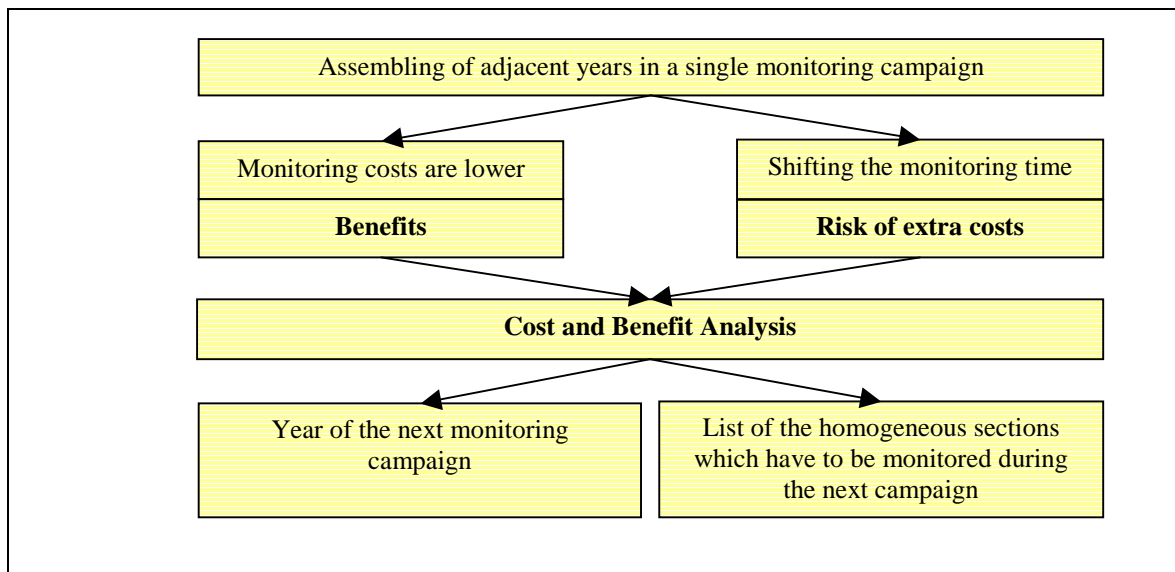 Assembling of adjacent years in a single monitoring campaign
Monitoring costs are lower
Benefits
Shifting the monitoring time
Risk of extra costs
Cost and Benefit Analysis
Year of the next monitoring
campaign
List of the homogeneous sections
which have to be monitored during
the next campaign